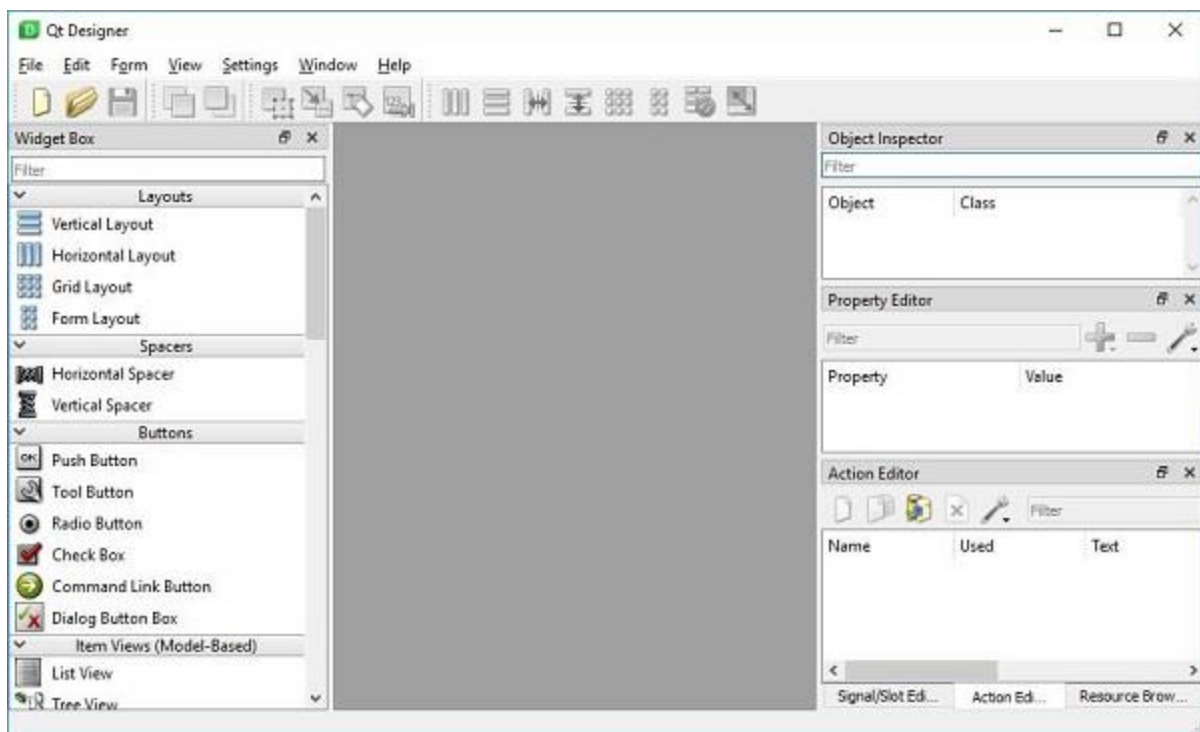 Qt Designer
File Edit Form View Settings Window Help
Widget Box
Filter
Layouts
Vertical Layout
Horizontal Layout
Grid Layout
Form Layout
Spacers
Horizontal Spacer
Vertical Spacer
Buttons
OK Push Button
Tool Button
Radio Button
Check Box
Command Link Button
Dialog Button Box
Item Views (Model-Based)
List View
Tree View
Object Inspector
Filter
Object Class
Property Editor
Filter
Property Value
Action Editor
Filter
Name Used Text
Signal/Slot Edi... Action Edi... Resource Brow...